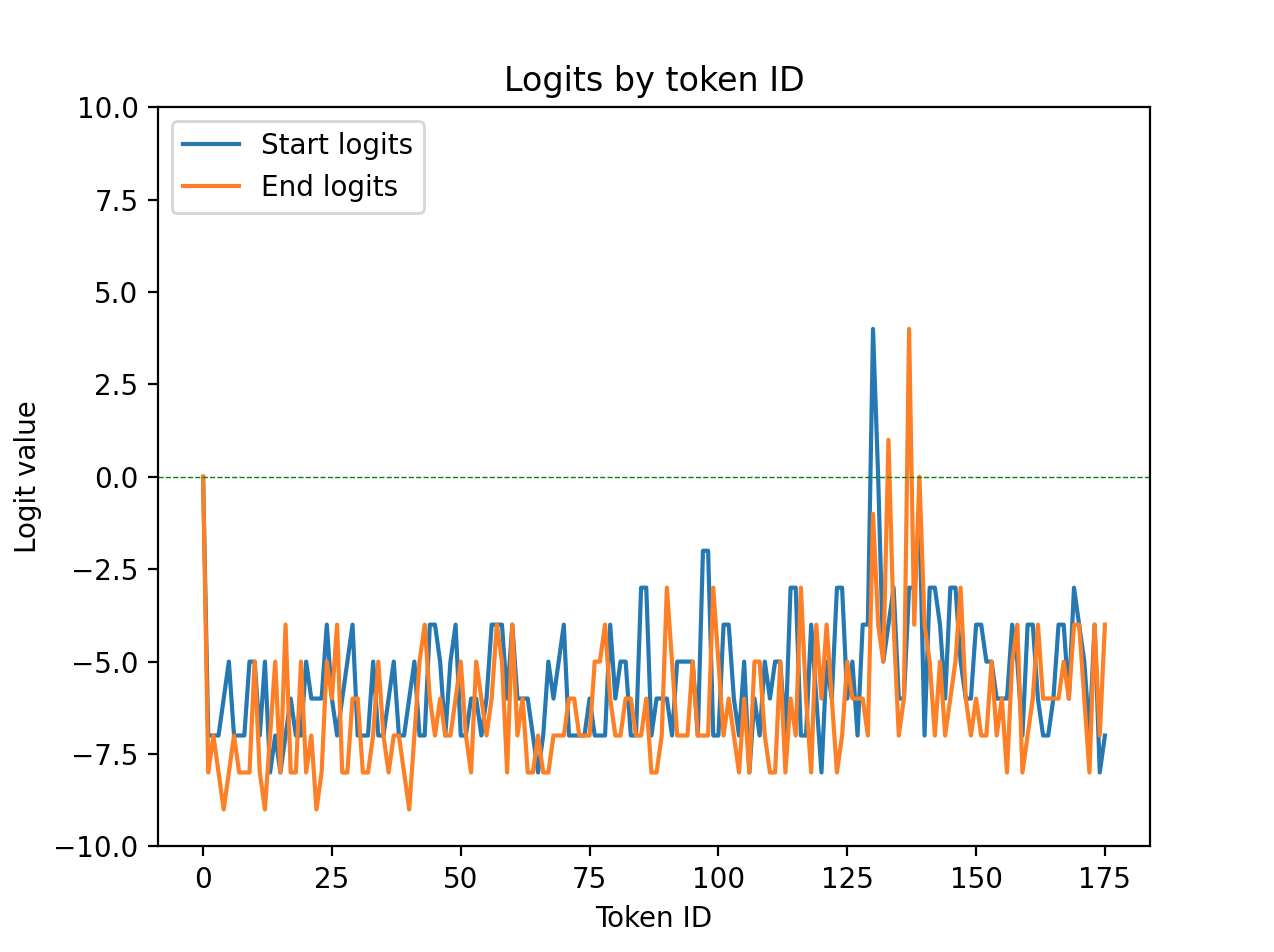 Logits by token ID
Start logits
End logits
10.0
7.5
5.0
2.5
0.0
−2.5
−5.0
−7.5
−10.0
Logit value
0 25 50 75 100 125 150 175
Token ID